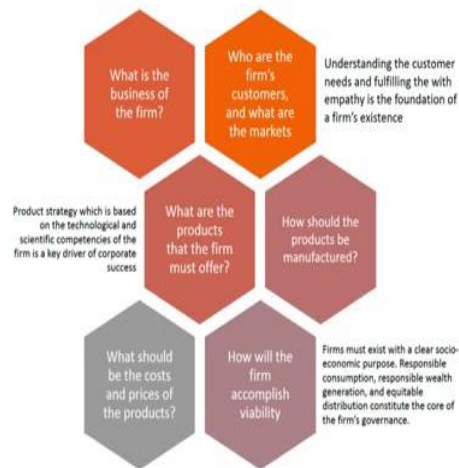 What is the
business of
the firm?
Who are the
firm's
customers,
and what are
the markets
Understanding the customer
needs and fulfilling the with
empathy is the foundation of
a firm's existence
Product strategy which is based
on the technological and
scientific competencies of the
firm is a key driver of corporate
success
What are the
products
that the firm
must offer?
How should the
products be
manufactured?
What should
be the costs
and prices of
the products?
How will the
firm
accomplish
viability
Firms must exist with a clear socio-
economic purpose. Responsible
consumption, responsible wealth
generation, and equitable
distribution constitute the core of
the firm's governance.